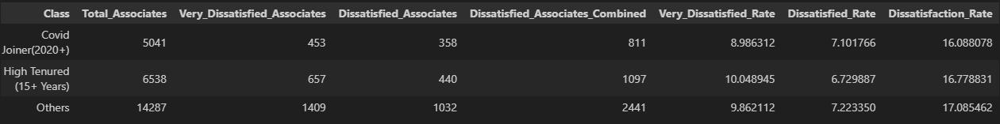 Class Total_Associates Very_Dissatisfied_Associates Dissatisfied_Associates Dissatisfied_Associates_Combined Very_Dissatisfied_Rate Dissatisfied_Rate Dissatisfaction_Rate
Covid
Joiner(2020+) 5041 453 358 811 8.986312 7.101766 16.088078
High Tenured
(15+ Years) 6538 657 440 1097 10.048945 6.729887 16.778831
Others 14287 1409 1032 2441 9.862112 7.223350 17.085462